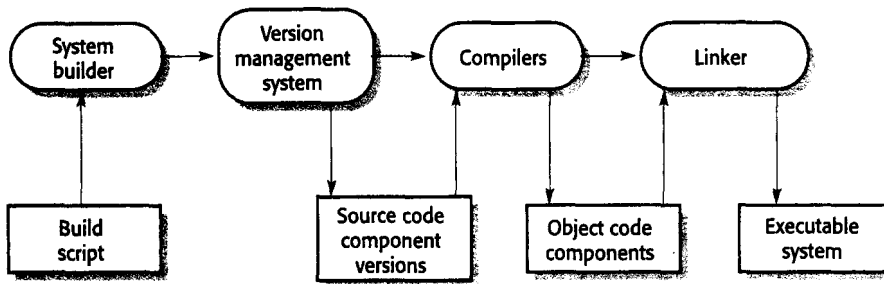 System
builder
Version
management
system
Compilers
Linker
Build
script
Source code
component
versions
Object code
components
Executable
system